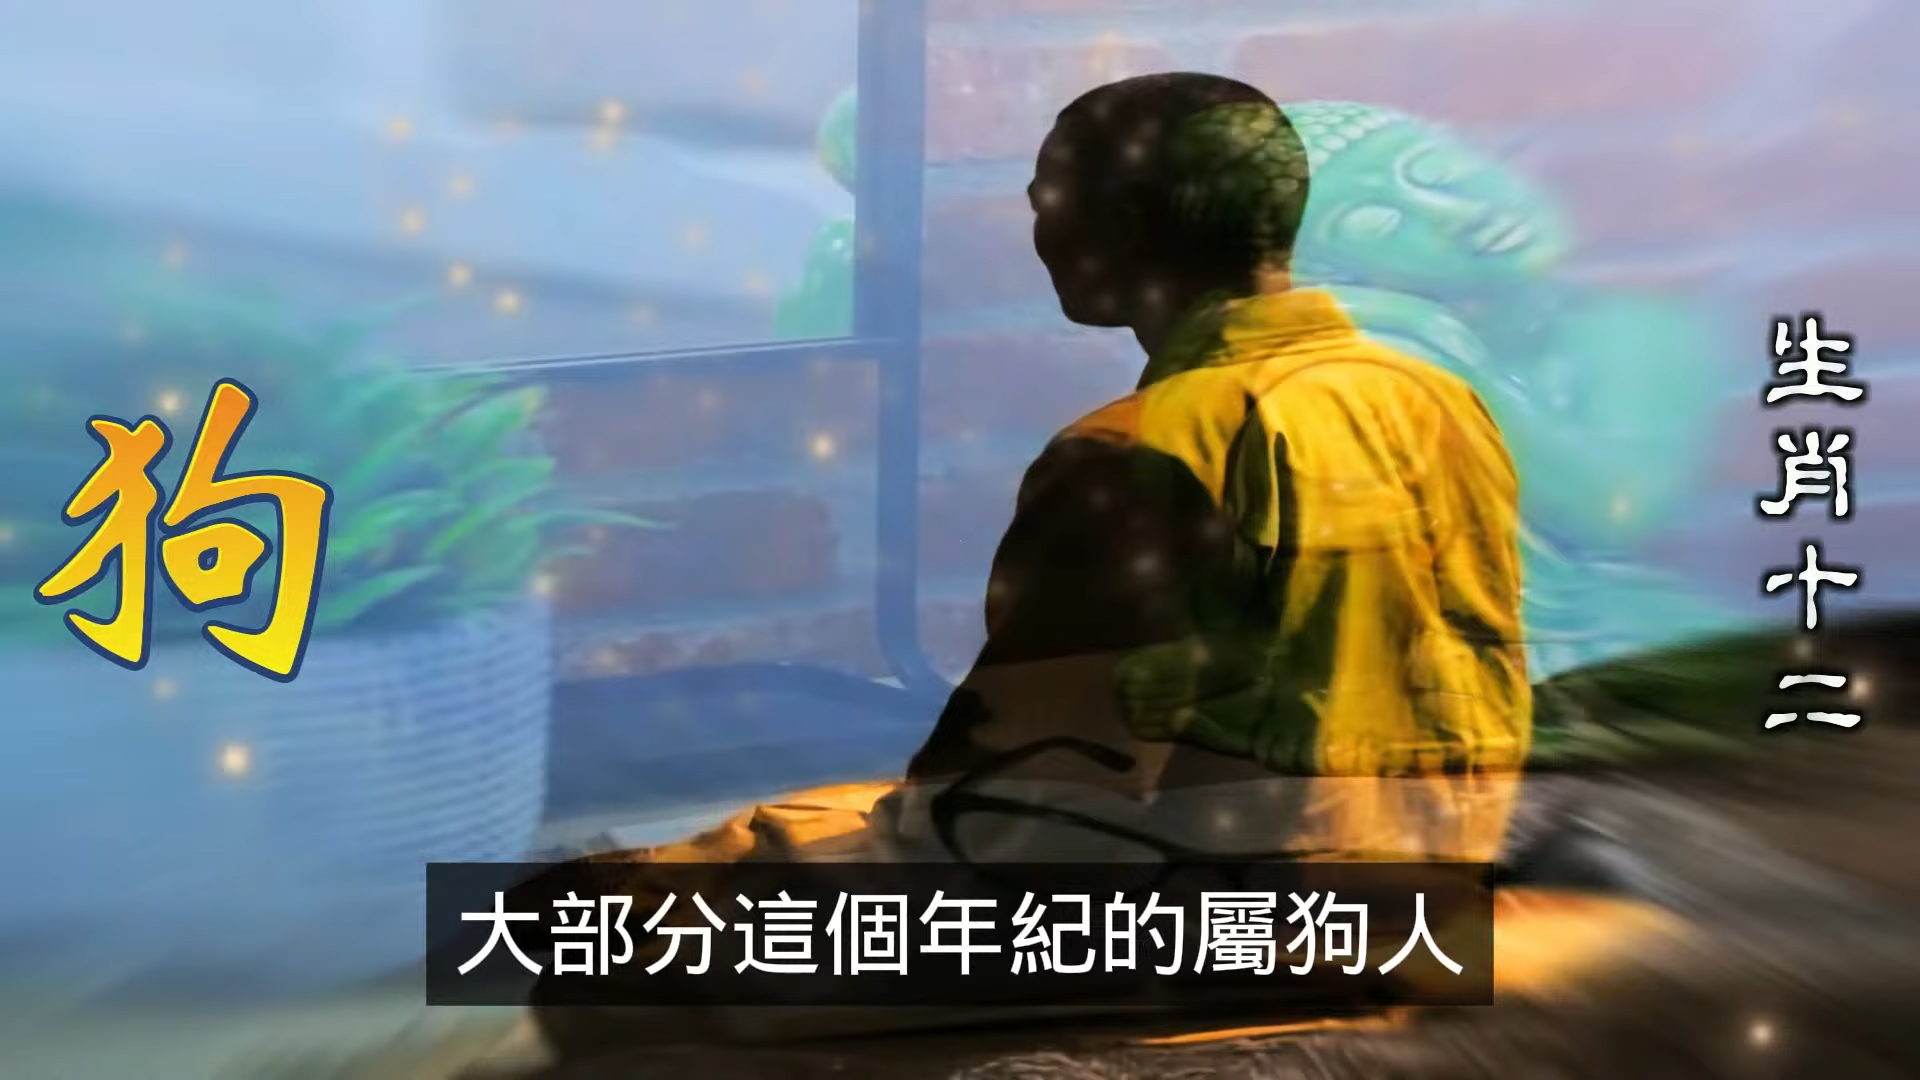 狗
生肖十二
大部分這個年紀的屬狗人